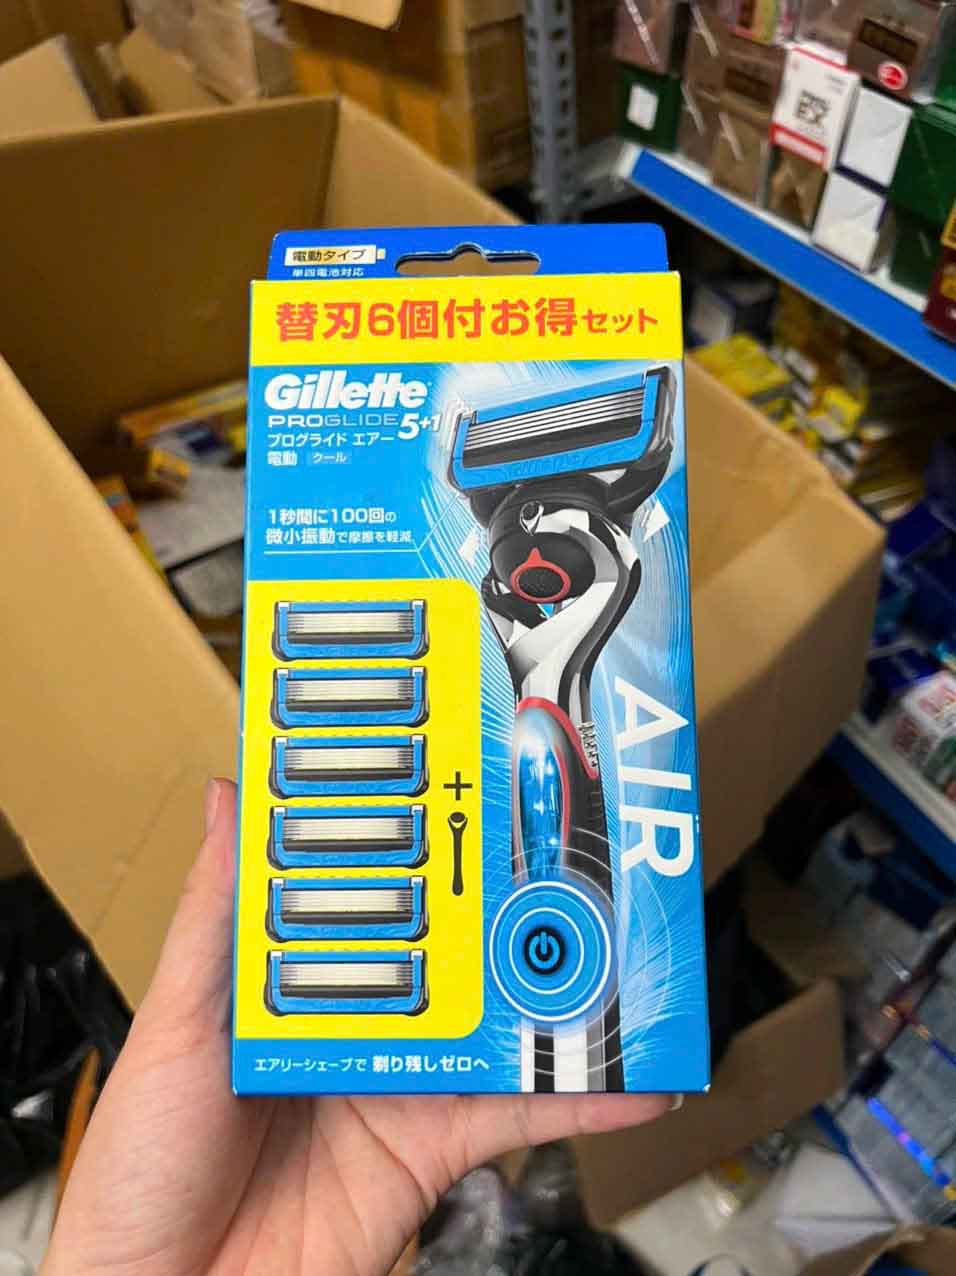 電動タイプ
単四電池対応
替刃6個付お得セット
Gillette
PROGLIDE 5+1
プログライド エアー
電動 クール
1秒間に100回の
微小振動で摩擦を軽減
AIR
+
エアリーシェーブで 剃り残しゼロへ
EX